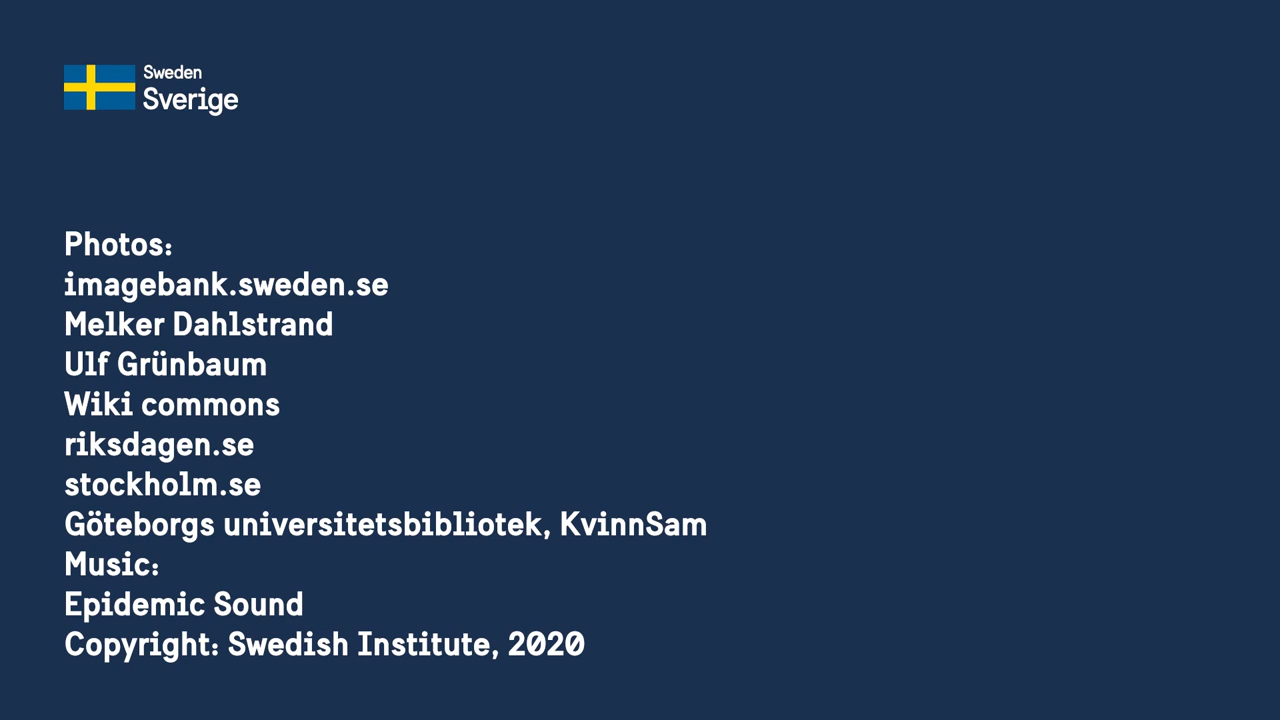 Sweden
Sverige
Photos:
imagebank.sweden.se
Melker Dahlstrand
Ulf Grünbaum
Wiki commons
riksdagen.se
stockholm.se
Göteborgs universitetsbibliotek, KvinnSam
Music:
Epidemic Sound
Copyright: Swedish Institute, 2020